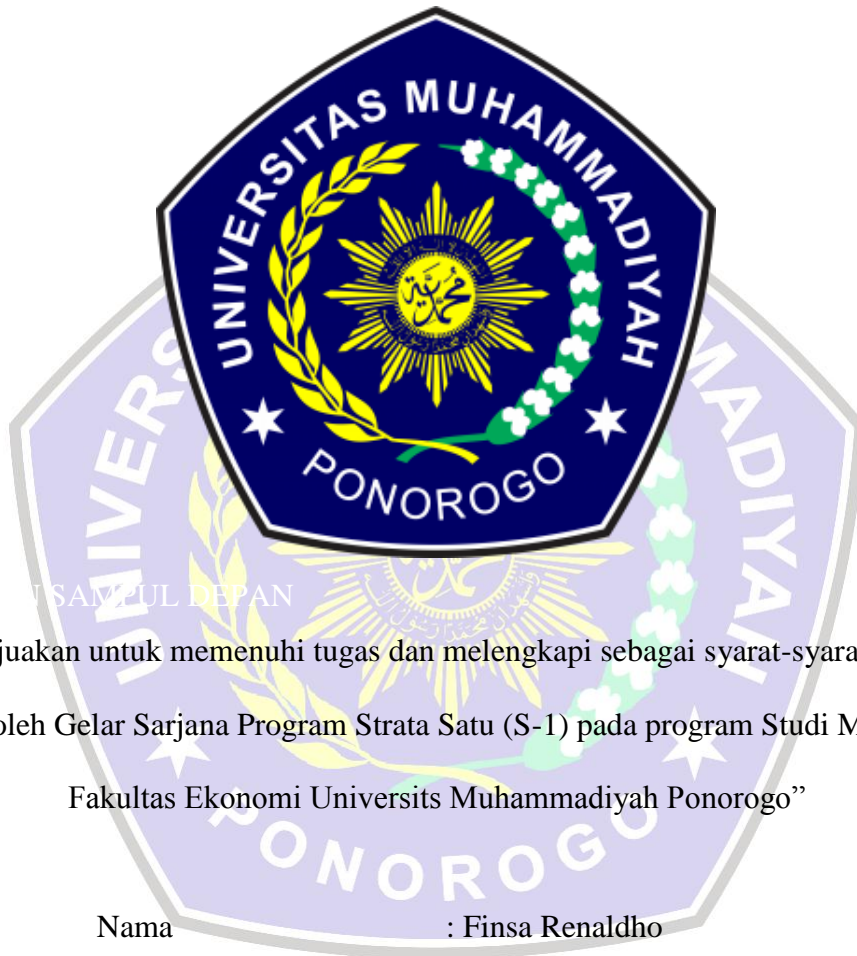 UNIVERSITAS MUHAMMADIYAH
PONOROGO
محمدية
SAMPUL DEPAN
juakan untuk memenuhi tugas dan melengkapi sebagai syarat-syara
oleh Gelar Sarjana Program Strata Satu (S-1) pada program Studi M
Fakultas Ekonomi Universits Muhammadiyah Ponorogo”
Nama : Finsa Renaldho